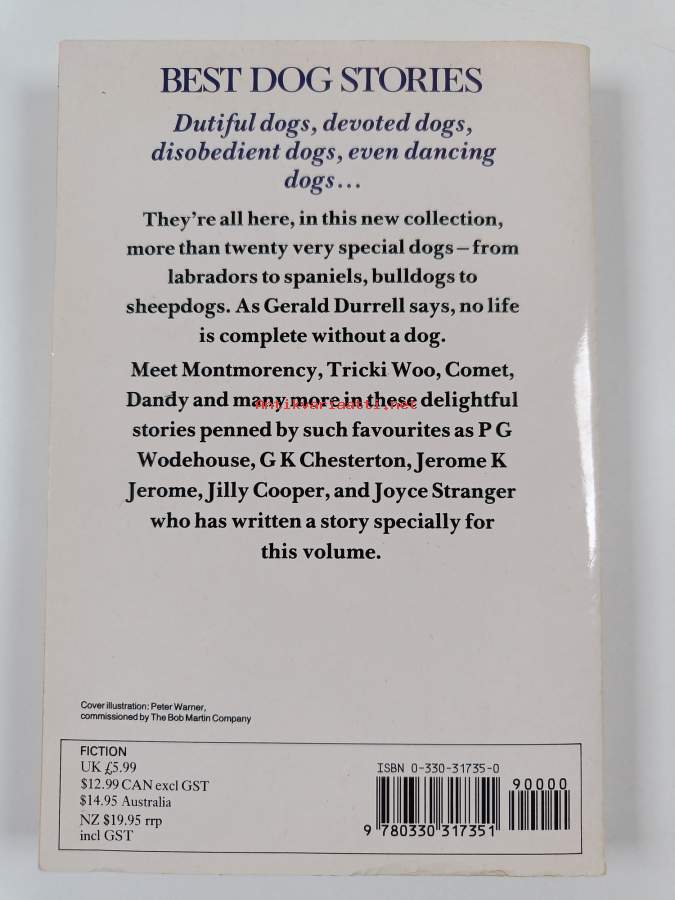 BEST DOG STORIES
Dutiful dogs, devoted dogs,
disobedient dogs, even dancing
dogs...
They're all here, in this new collection,
more than twenty very special dogs – from
labradors to spaniels, bulldogs to
sheepdogs. As Gerald Durrell says, no life
is complete without a dog.
Meet Montmorency, Tricki Woo, Comet,
Dandy and many more in these delightful
Antikvariaatti.net
stories penned by such favourites as P G
Wodehouse, G K Chesterton, Jerome K
Jerome, Jilly Cooper, and Joyce Stranger
who has written a story specially for
this volume.
Cover illustration: Peter Warner,
commissioned by The Bob Martin Company
FICTION
UK £5.99
$12.99 CAN excl GST
$14.95 Australia
NZ $19.95 rrp
incl GST
ISBN 0-330-31735-0
90000
9 780330 317351